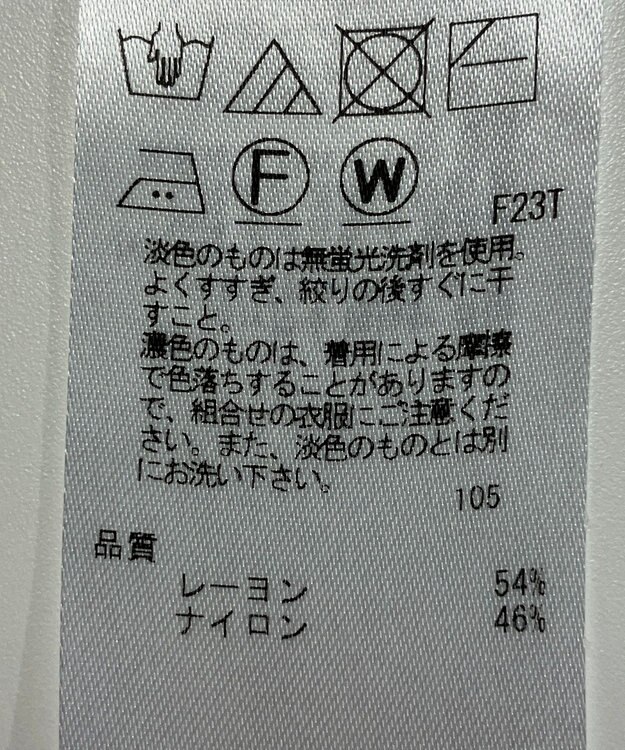 F
W
F23T
淡色のものは無蛍光洗剤を使用。
よくすすぎ、絞りの後すぐに干
すこと。
濃色のものは、着用による摩擦
で色落ちすることがありますの
で、組合せの衣服にご注意くだ
さい。また、淡色のものとは別
にお洗い下さい。
105
品質
レーヨン 54%
ナイロン 46%